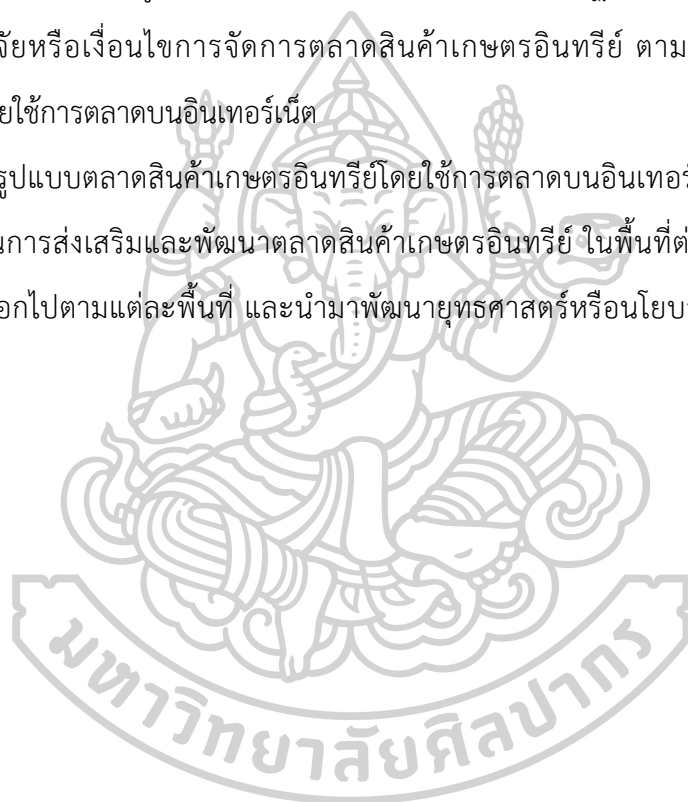 จัยหรือเงื่อนไขการจัดการตลาดสินค้าเกษตรอินทรีย์ ตาม
ยใช้การตลาดบนอินเทอร์เน็ต
รูปแบบตลาดสินค้าเกษตรอินทรีย์โดยใช้การตลาดบนอินเทอร์
นการส่งเสริมและพัฒนาตลาดสินค้าเกษตรอินทรีย์ ในพื้นที่ต่
อกไปตามแต่ละพื้นที่ และนำมาพัฒนายุทธศาสตร์หรือนโยบา
มหาวิทยาลัยศิลปากร